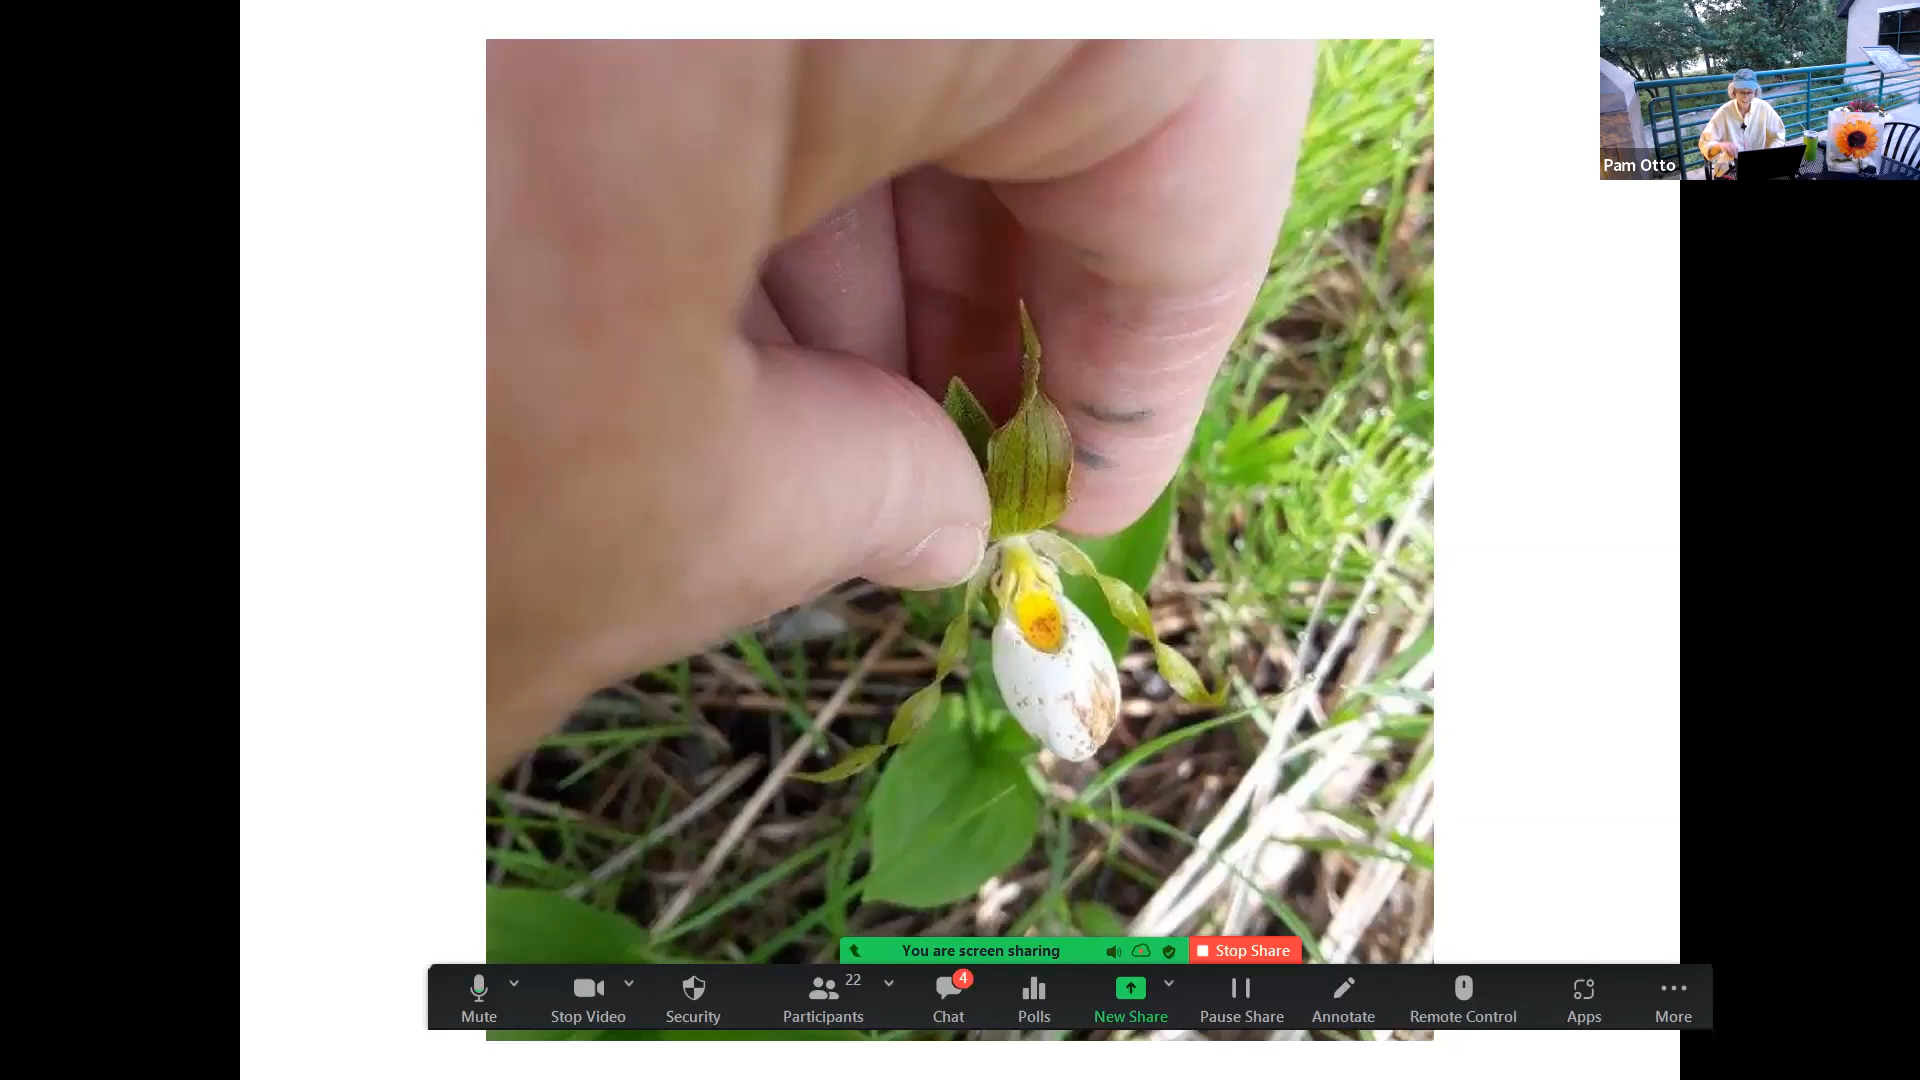 Pam Otto
You are screen sharing
Stop Share
22
4
Mute
Stop Video
Security
Participants
Chat
Polls
New Share
Pause Share
Annotate
Remote Control
Apps
More